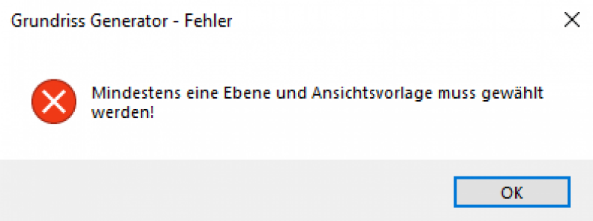 Grundriss Generator - Fehler
Mindestens eine Ebene und Ansichtsvorlage muss gewählt
werden!
OK